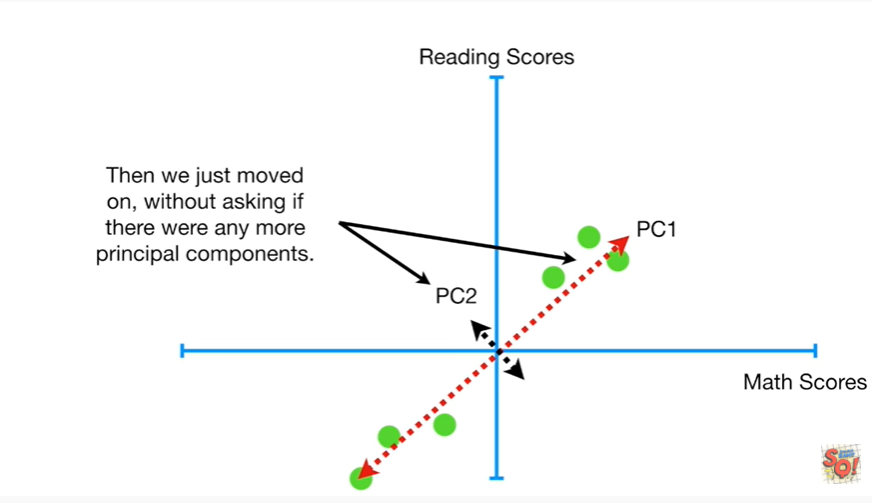 Reading Scores
Then we just moved
on, without asking if
there were any more
principal components.
PC1
PC2
Math Scores
SQ!